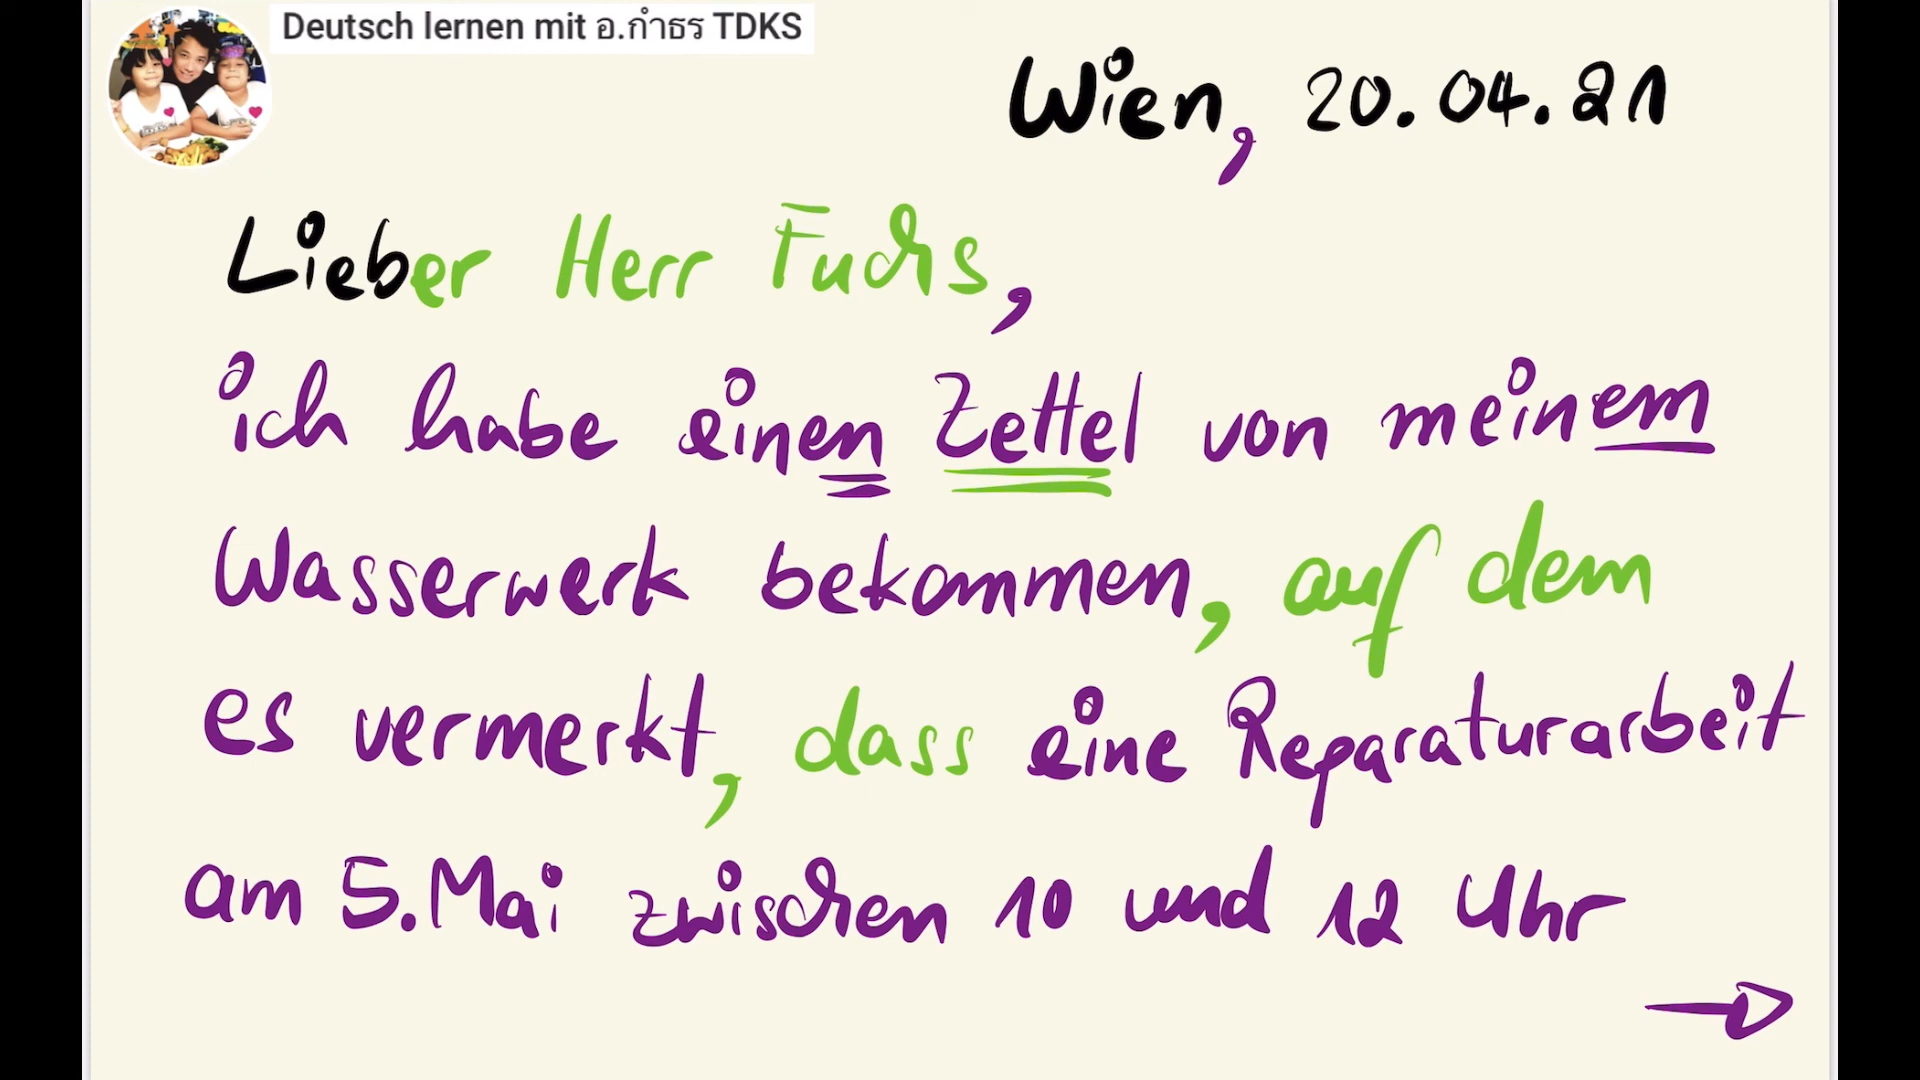 Deutsch lernen mit อ.กำธร TDKS
Wien, 20.04.21
Lieber Herr Fuchs,
ich habe einen Zettel von meinem
Wasserwerk bekommen, auf dem
es vermerkt, dass eine Reparaturarbeit
am 5. Mai zwischen 10 und 12 Uhr